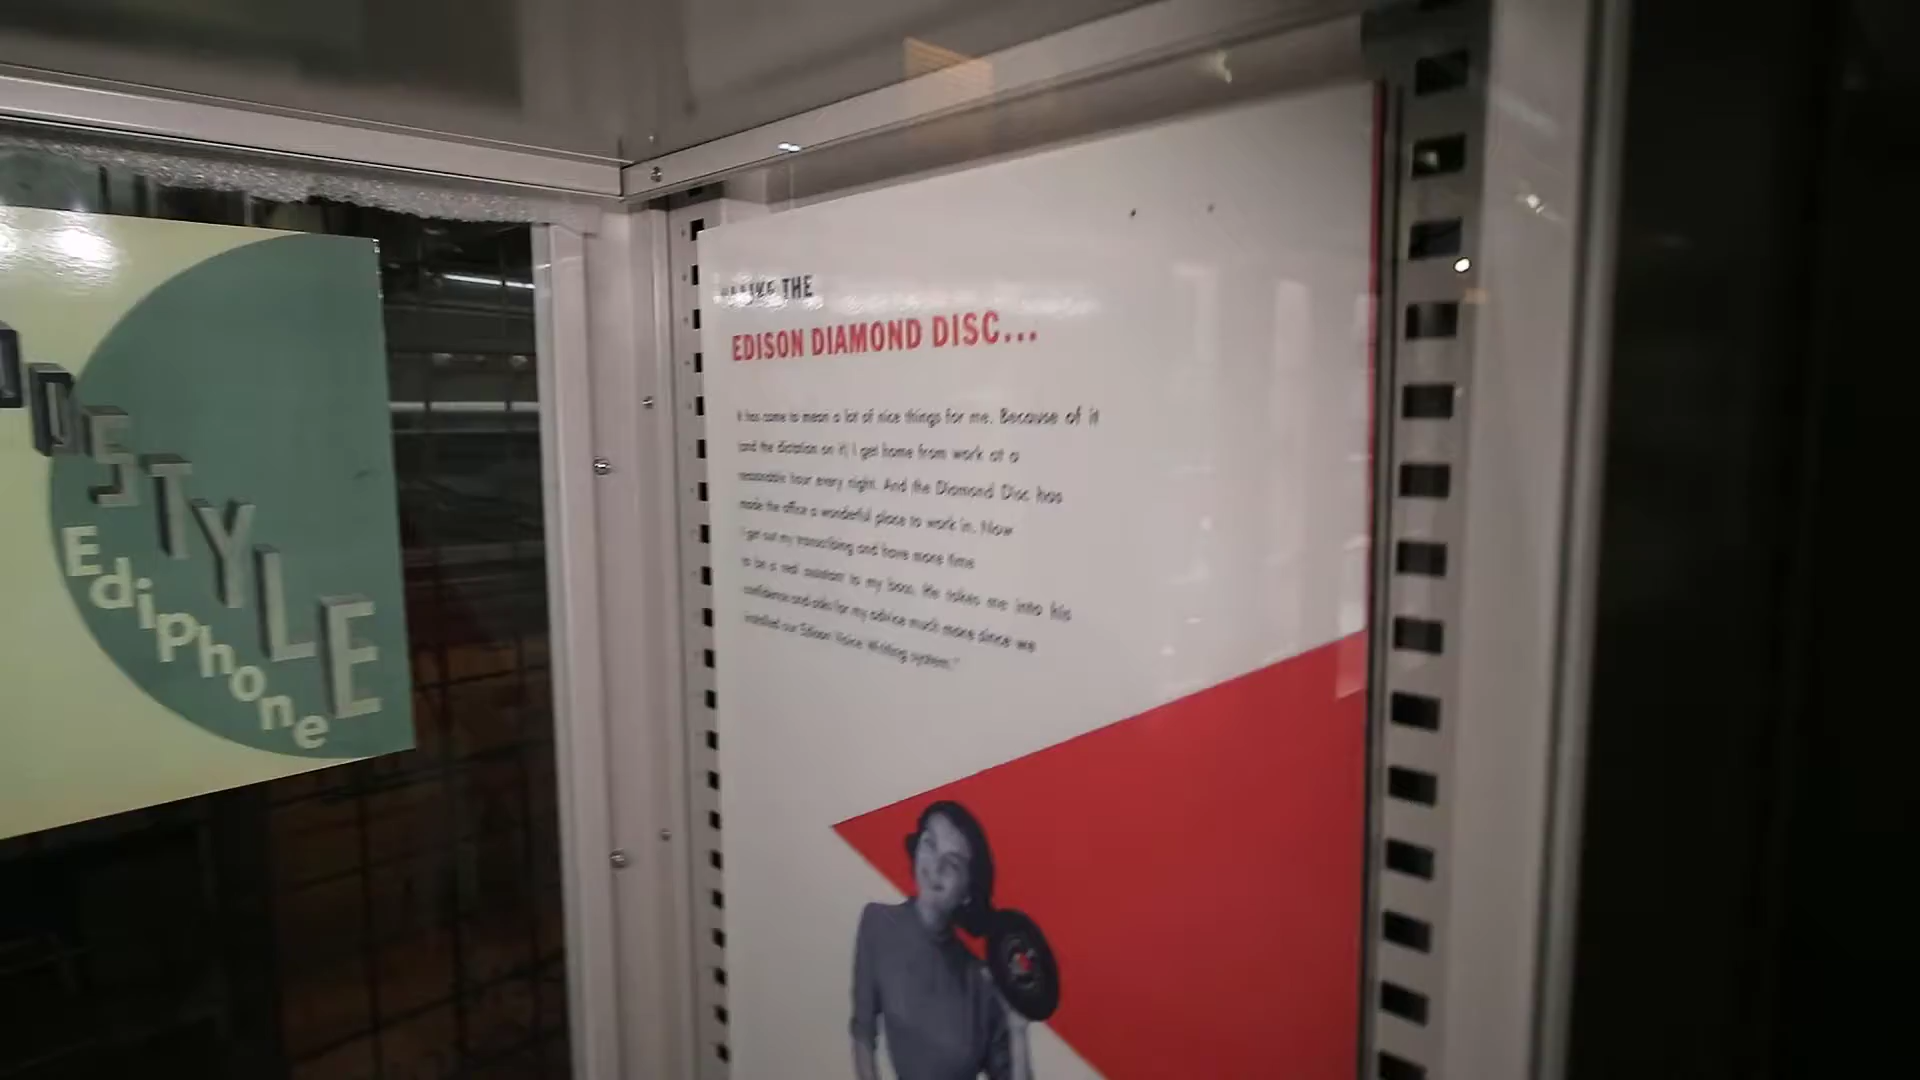 STYLE
Ediphone
"I LIKE THE
EDISON DIAMOND DISC...
It has come to mean a lot of nice things for me. Because of it
(and the dictation on it) I get home from work at a
reasonable hour every night. And the Diamond Disc has
made the office a wonderful place to work in. Now
I get out my transcribing and have more time
to be a real assistant to my boss. He takes me into his
confidence and asks for my advice much more since we
installed our Edison Voice Writing system."